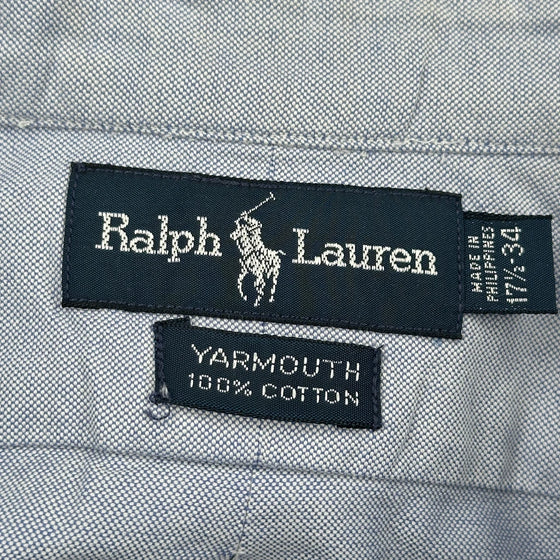 Ralph Lauren
MADE IN
PHILIPPINES
17½-34
YARMOUTH
100% COTTON